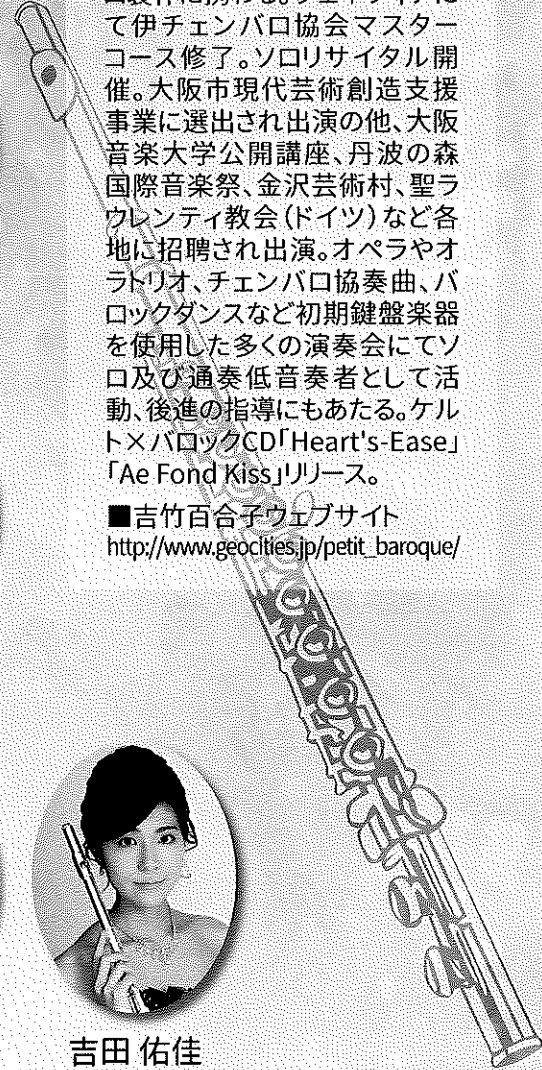 て伊チェンバロ協会マスター
コース修了。ソロリサイタル開
催。大阪市現代芸術創造支援
事業に選出され出演の他、大阪
音楽大学公開講座、丹波の森
国際音楽祭、金沢芸術村、聖ラ
ウレンティ教会(ドイツ)など各
地に招聘され出演。オペラやオ
ラトリオ、チェンバロ協奏曲、バ
ロックダンスなど初期鍵盤楽器
を使用した多くの演奏会にてソ
ロ及び通奏低音奏者として活
動、後進の指導にもあたる。ケル
ト×バロックCD「Heart's-Ease」
「Ae Fond Kiss」リリース。
■吉竹百合子ウェブサイト
http://www.geocities.jp/petit_baroque/
吉田 佑佳